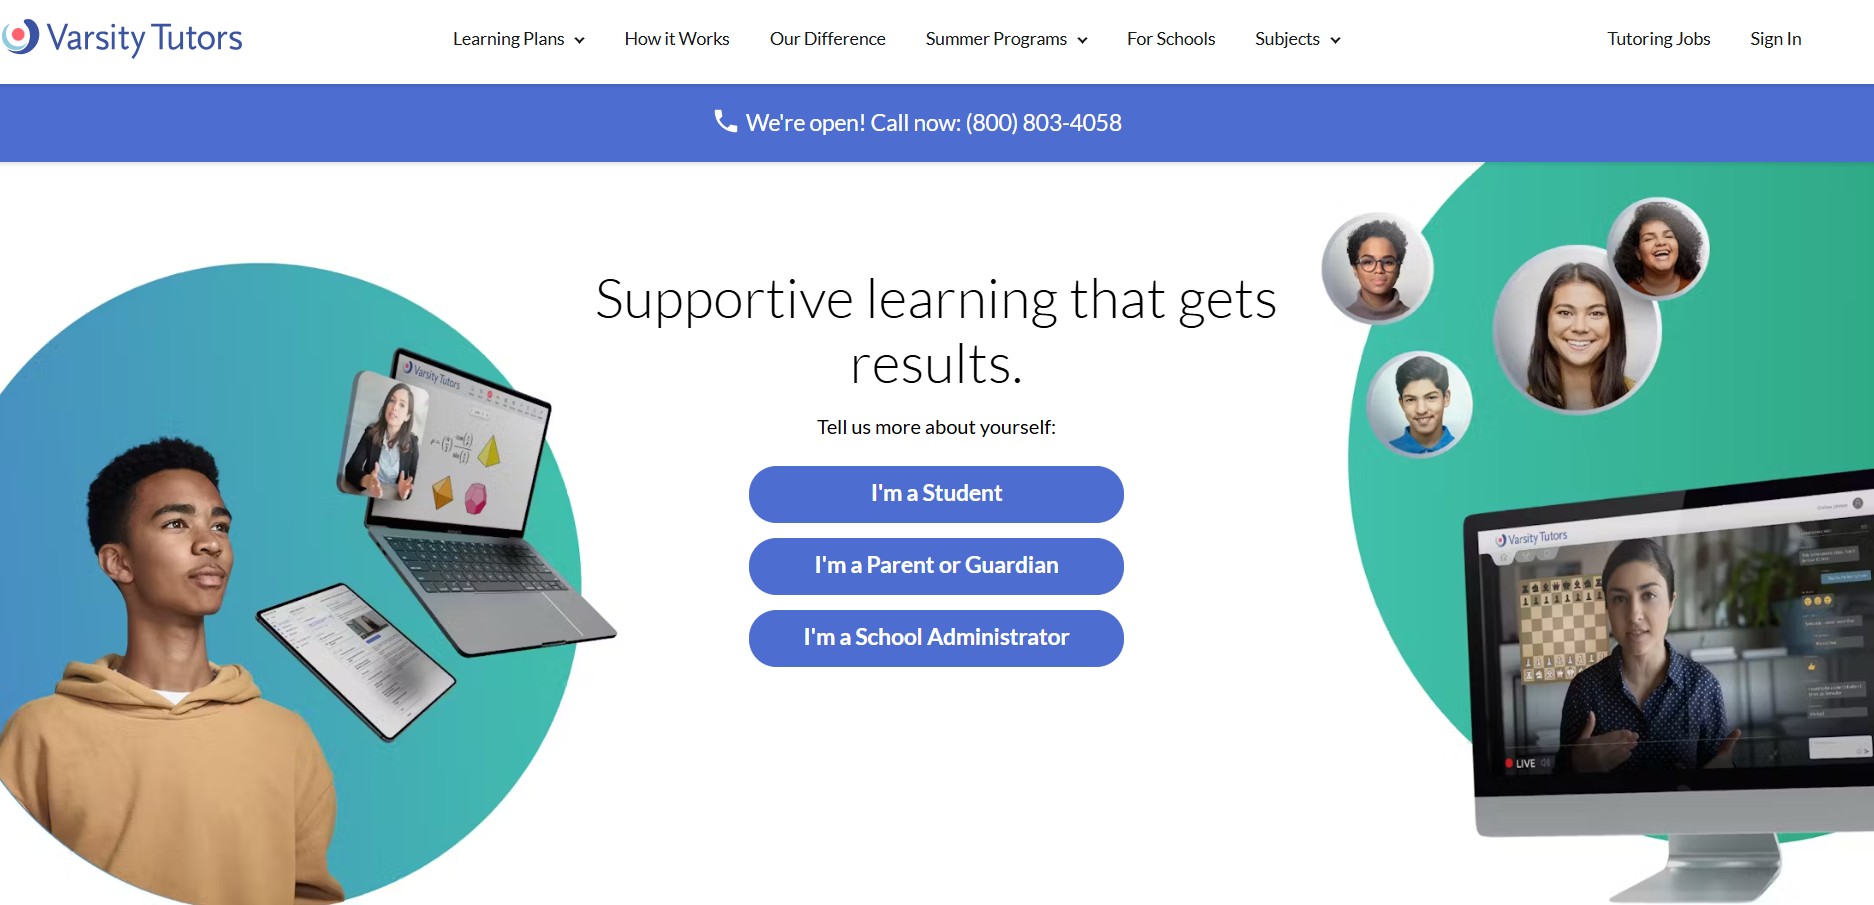 Varsity Tutors
Learning Plans
How it Works
Our Difference
Summer Programs
For Schools
Subjects
Tutoring Jobs
Sign In
We're open! Call now: (800) 803-4058
Supportive learning that gets
results.
Tell us more about yourself:
I'm a Student
I'm a Parent or Guardian
I'm a School Administrator
Varsity Tutors
Varsity Tutors
LIVE